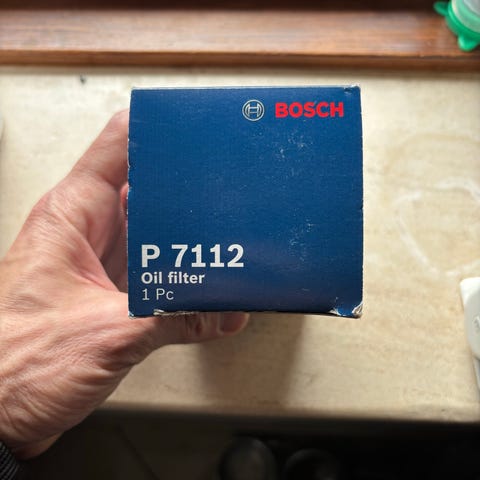 BOSCH
P 7112
Oil filter
1 Pc